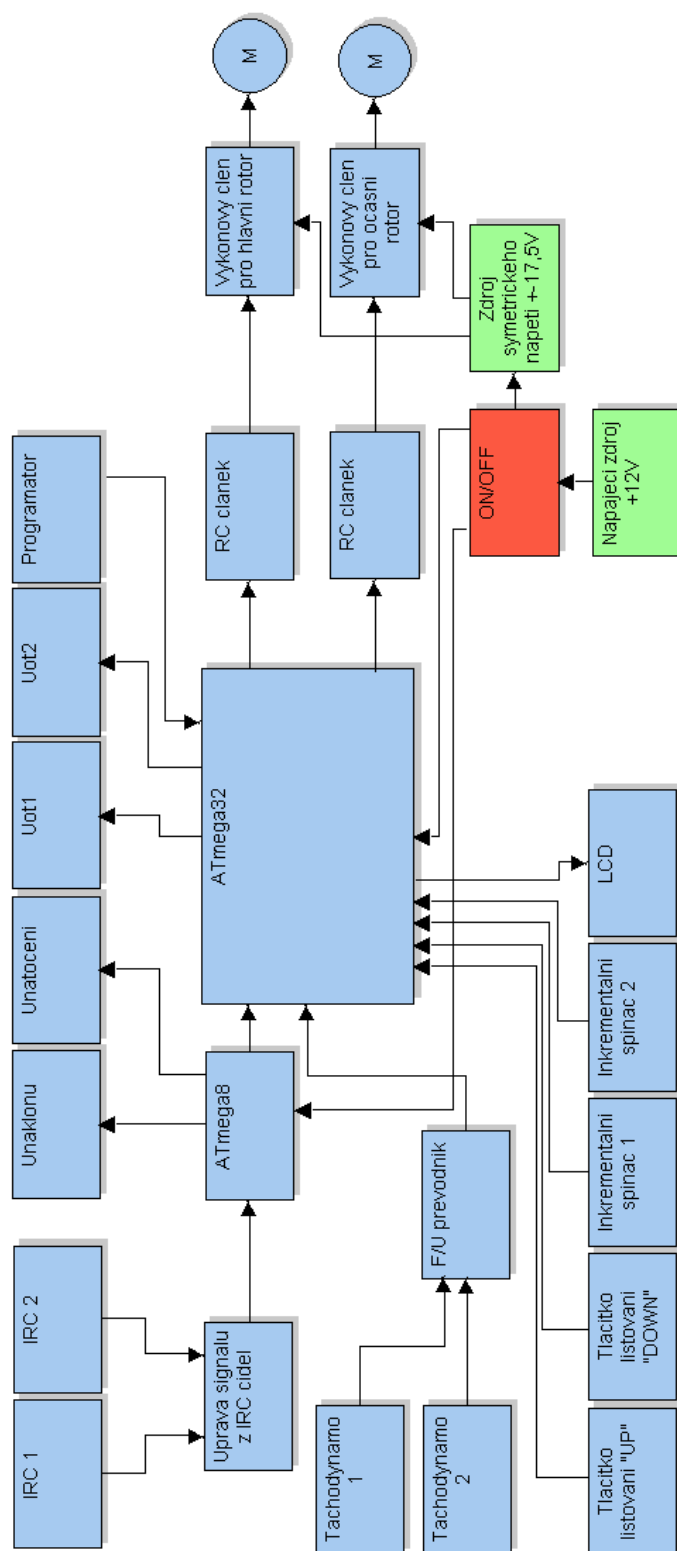 IRC 1
IRC 2
Unaklonu
Unatoceni
Uot1
Uot2
Programator
Uprava signalu
z IRC cidel
ATmega8
ATmega32
RC clanek
Vykonovy clen
pro hlavni rotor
M
Tachodynamo
1
Tachodynamo
2
F/U prevodnik
RC clanek
Vykonovy clen
pro ocasni
rotor
M
ON/OFF
Zdroj
symetrickeho
napeti +-17,5V
Tlacitko
listovani "UP"
Tlacitko
listovani
"DOWN"
Inkrementalni
spinac 1
Inkrementalni
spinac 2
LCD
Napajeci zdroj
+12V